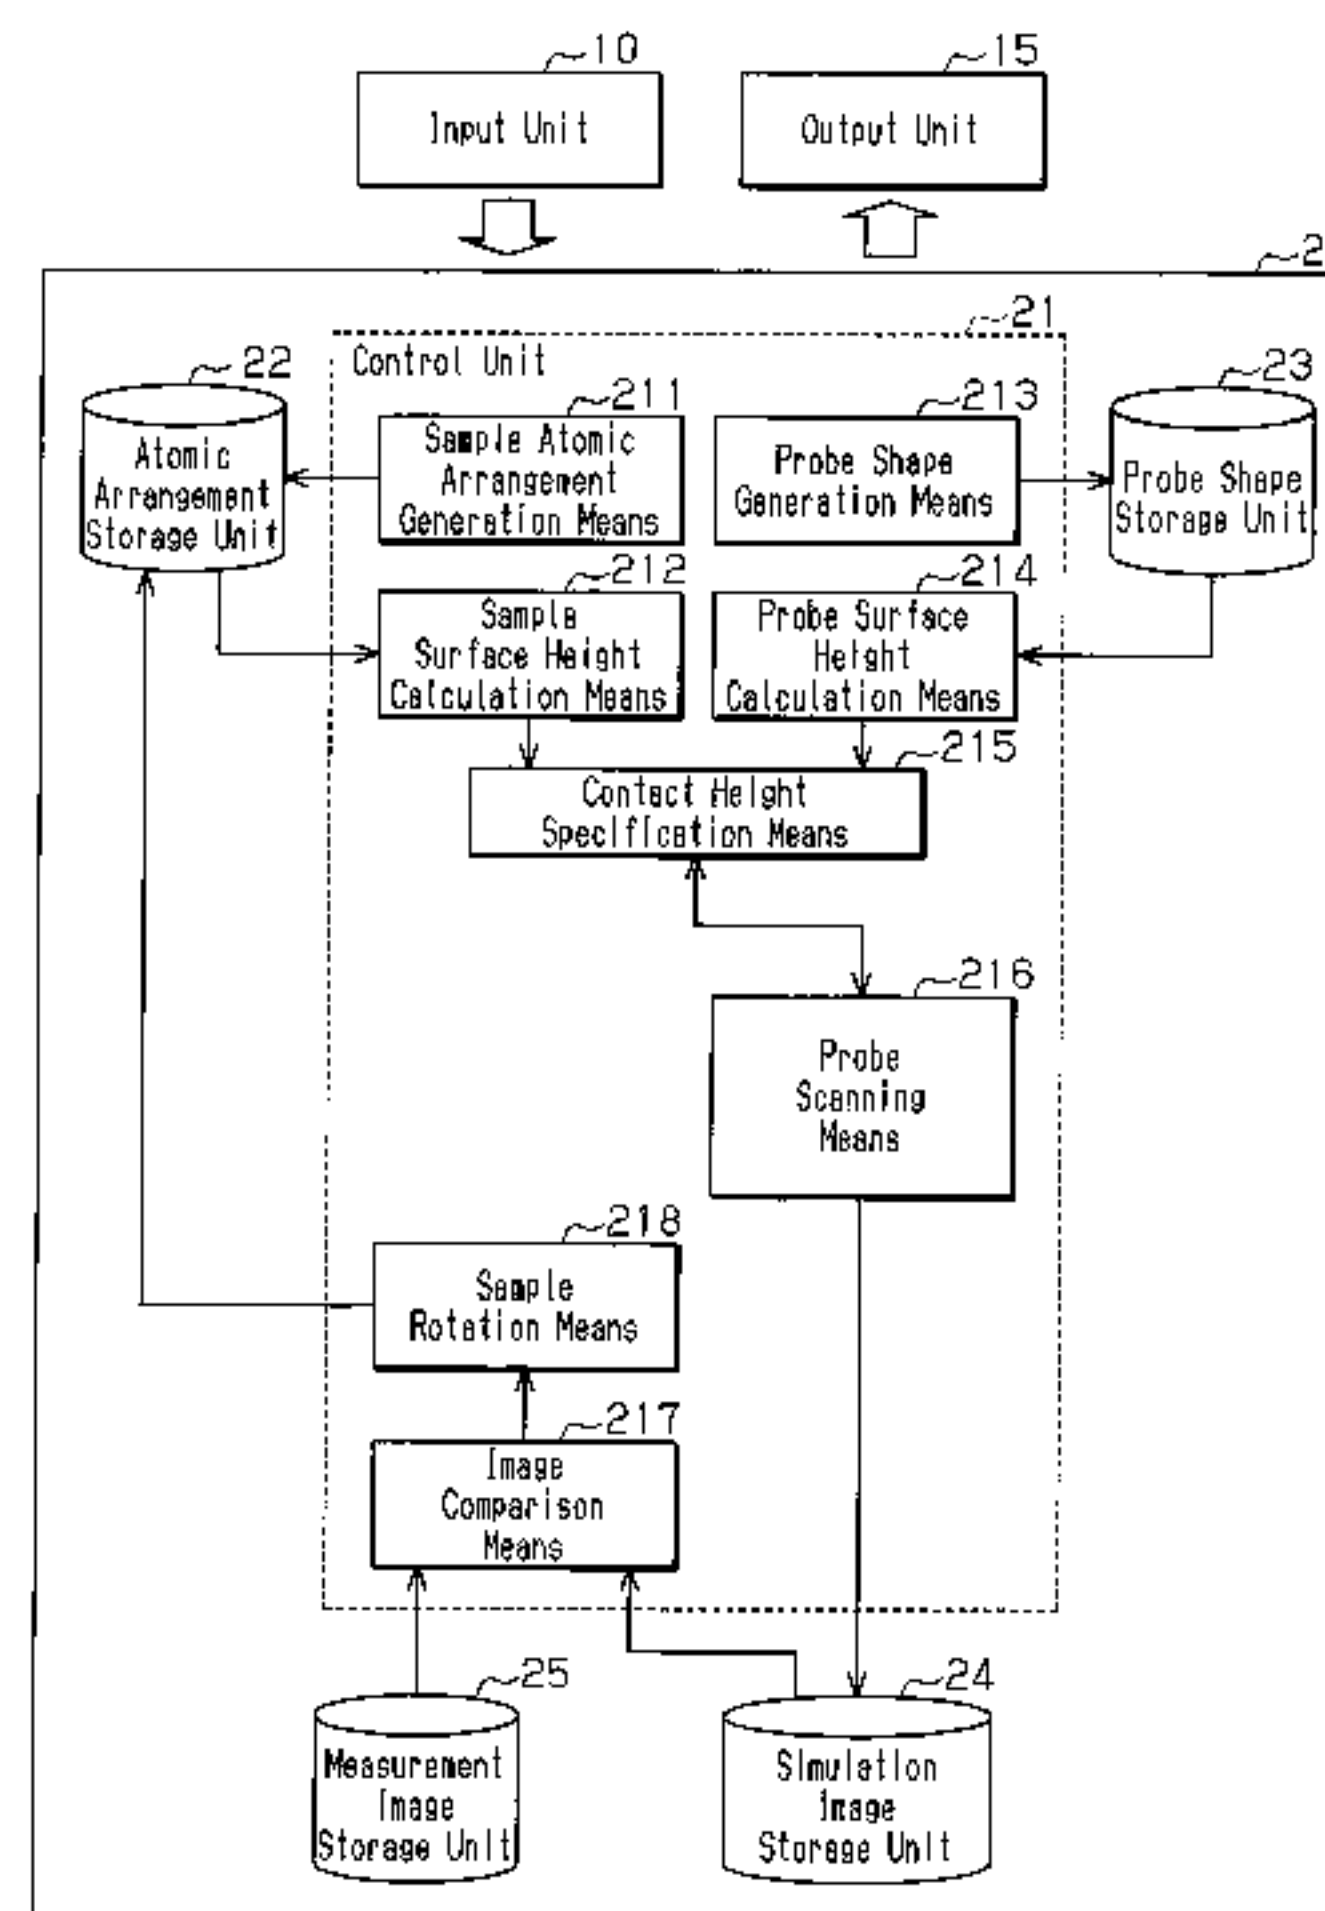 10
15
Input Unit
Output Unit
2
21
Control Unit
22
23
211
213
Atomic
Arrangement
Storage Unit
Sample Atomic
Arrangement
Generation Means
Probe Shape
Generation Means
Probe Shape
Storage Unit
212
214
Sample
Surface Height
Calculation Means
Probe Surface
Height
Calculation Means
215
Contact Height
Specification Means
216
Probe
Scanning
Means
218
Sample
Rotation Means
217
Image
Comparison
Means
25
24
Measurement
Image
Storage Unit
Simulation
Image
Storage Unit